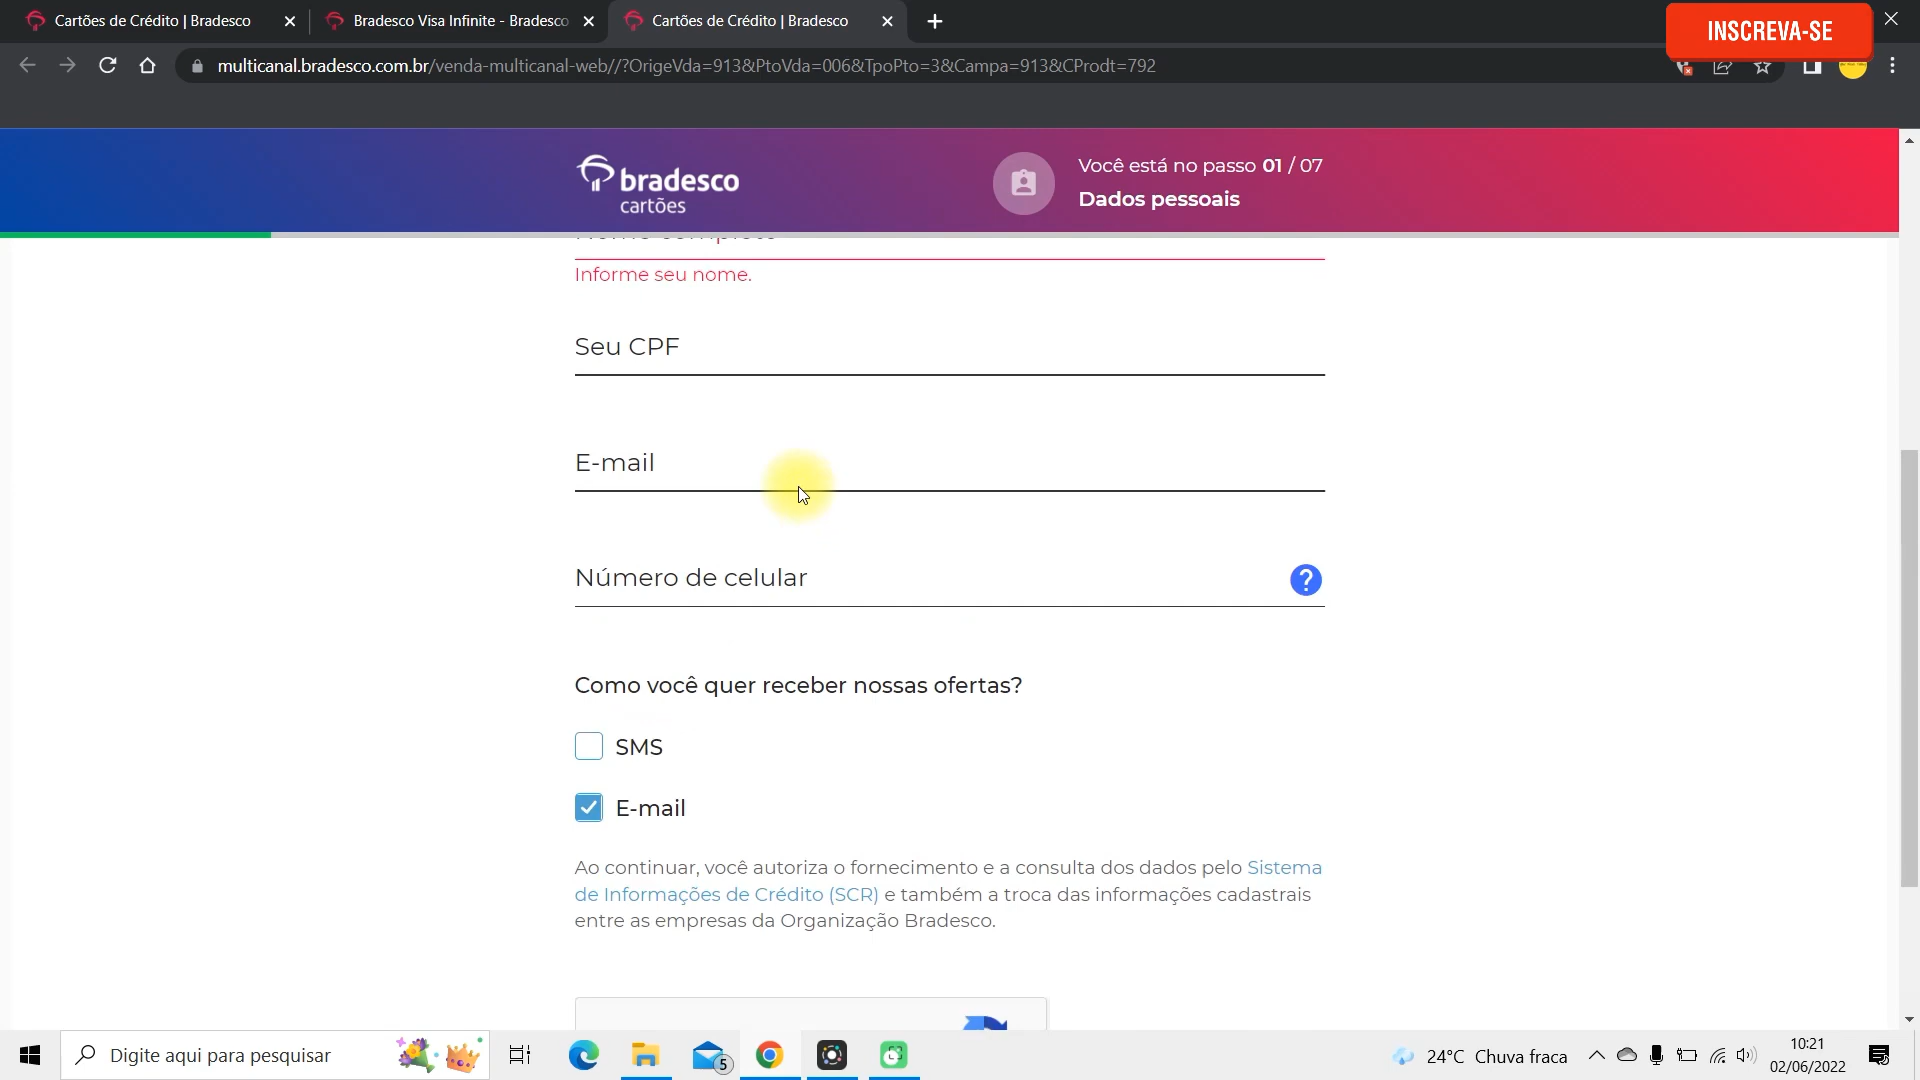 Cartões de Crédito | Bradesco
Bradesco Visa Infinite - Bradesco
Cartões de Crédito | Bradesco
INSCREVA-SE
multicanal.bradesco.com.br/venda-multicanal-web//?OrigeVda=913&PtoVda=006&TpoPto=3&Campa=913&CProdt=792
bradesco
cartões
Você está no passo 01 / 07
Dados pessoais
Informe seu nome.
Seu CPF
E-mail
Número de celular
?
Como você quer receber nossas ofertas?
SMS
E-mail
Ao continuar, você autoriza o fornecimento e a consulta dos dados pelo Sistema
de Informações de Crédito (SCR) e também a troca das informações cadastrais
entre as empresas da Organização Bradesco.
Digite aqui para pesquisar
5
24°C Chuva fraca
10:21
02/06/2022